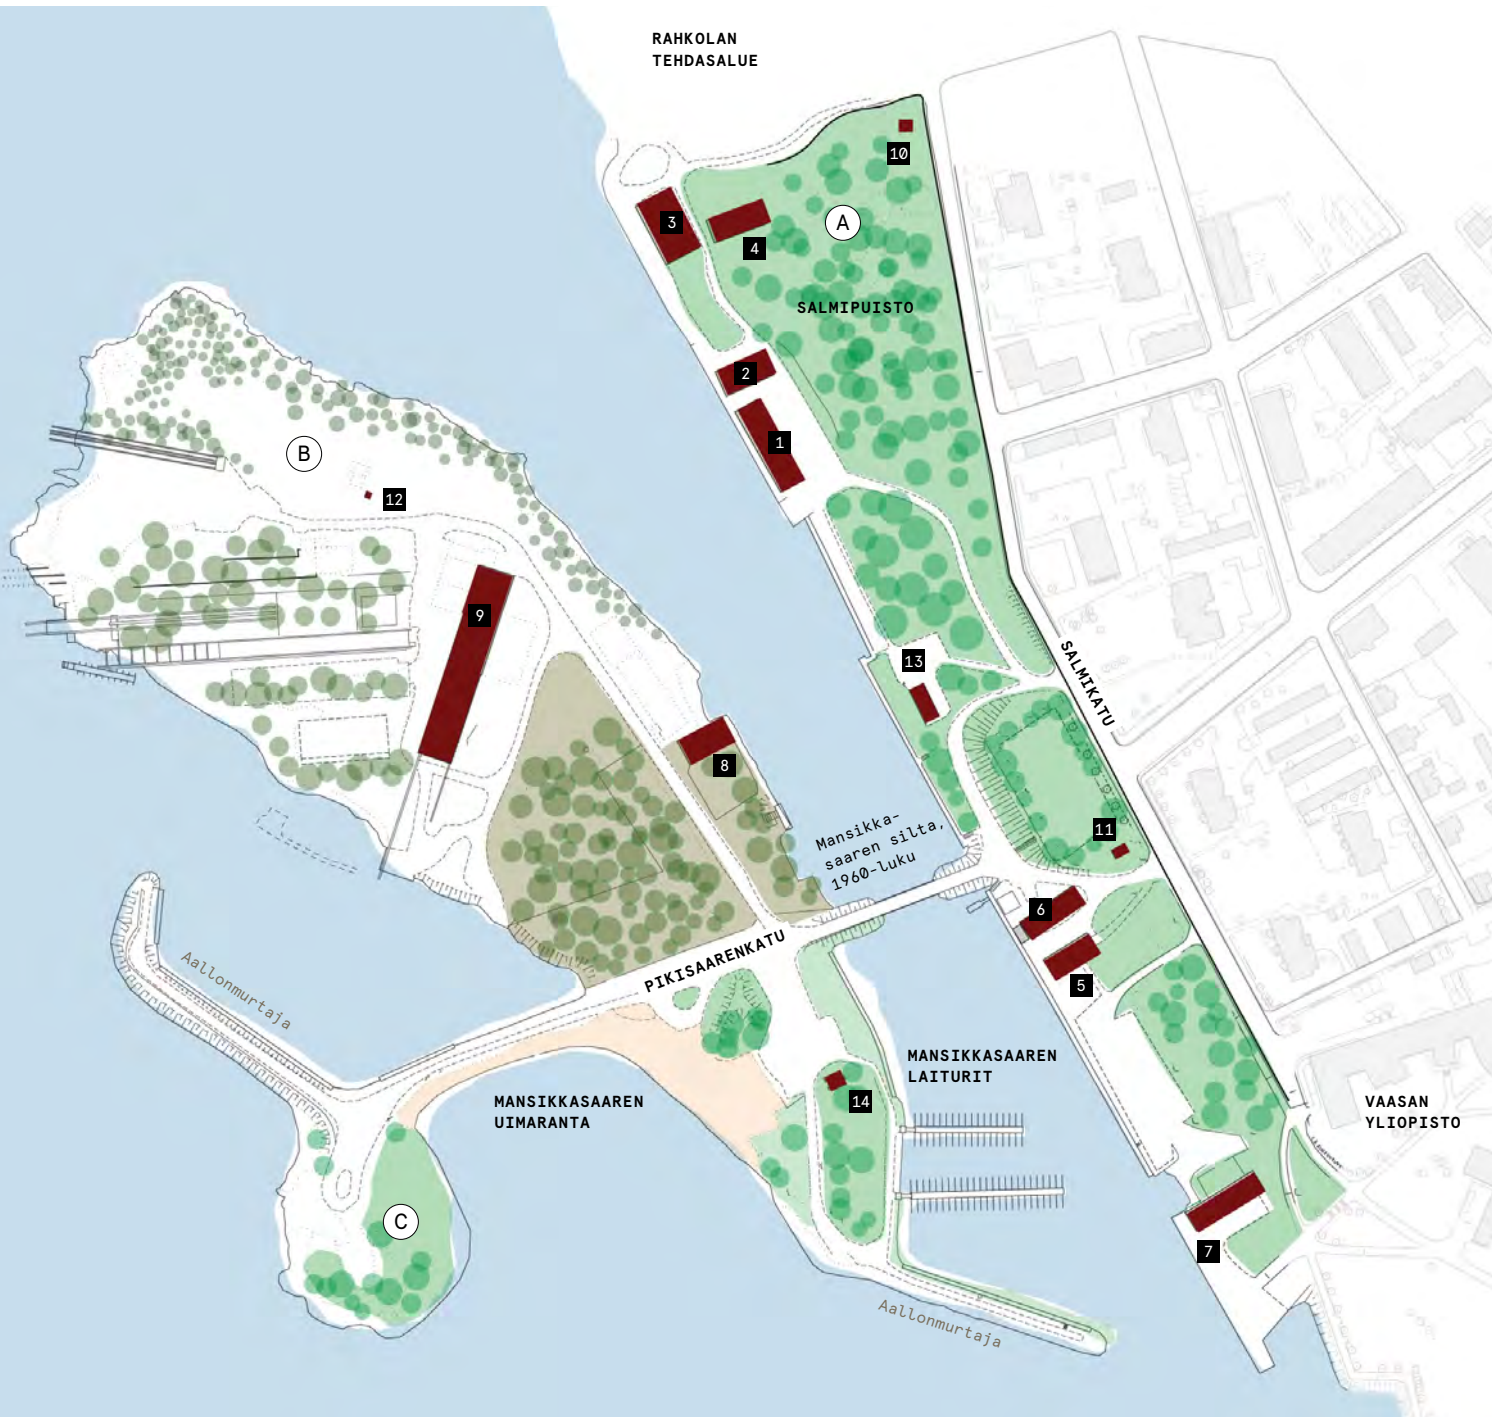 RAHKOLAN
TEHDASALUE
10
3
A
4
SALMIPUISTO
2
1
B
12
9
13
SALMIKATU
8
Mansikka-
saaren silta,
1960-luku
11
6
PIKISAARENKATU
5
Aallonmurtaja
MANSIKKASAAREN
LAITURIT
MANSIKKASAAREN
UIMARANTA
14
VAASAN
YLIOPISTO
C
7
Aallonmurtaja